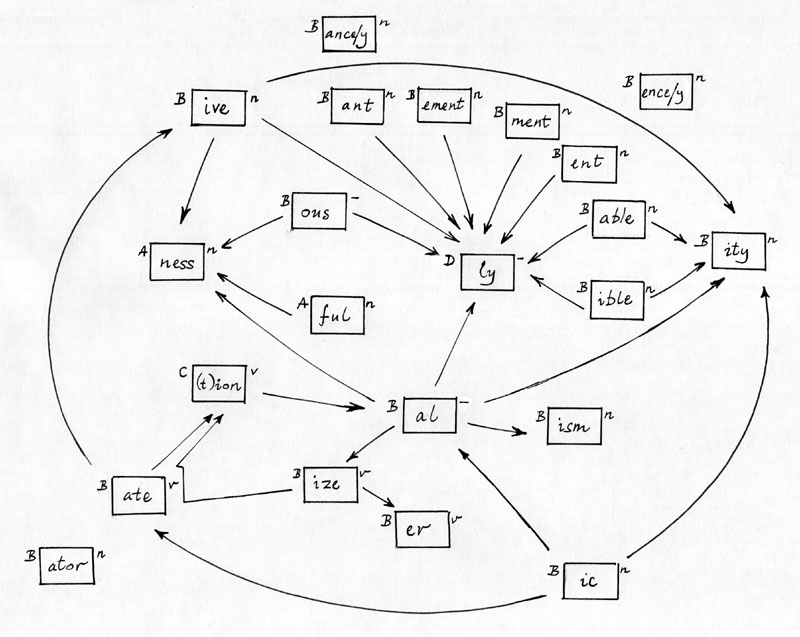 B ance/y n
B ive n
B ant n
B ement n
B ment n
B ence/y n
B ent n
B ous –
B able n
A ness n
D ly –
B ity n
A ful n
B ible n
C (t)ion v
B al –
B ism n
B ate v
B ize v
B er v
B ator n
B ic n